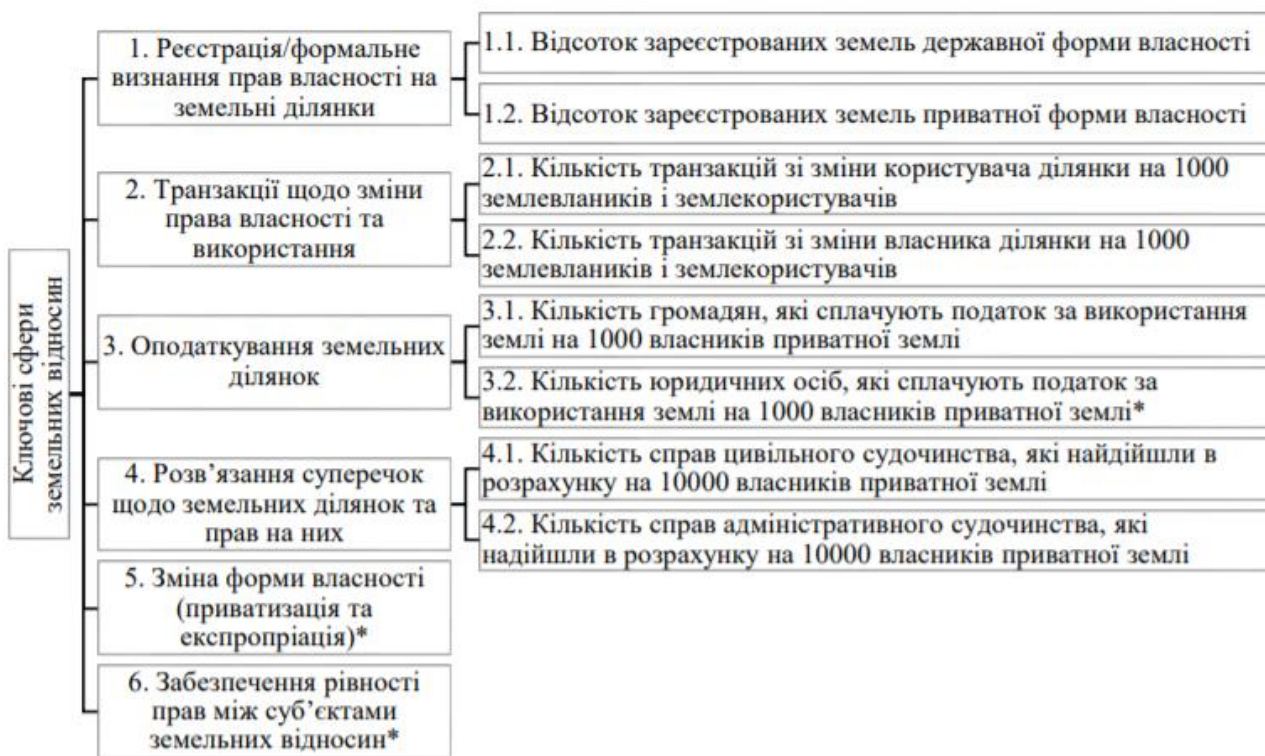 Ключові сфери
земельних відносин
1. Реєстрація/формальне
визнання прав власності на
земельні ділянки
1.1. Відсоток зареєстрованих земель державної форми власності
1.2. Відсоток зареєстрованих земель приватної форми власності
2. Транзакції щодо зміни
права власності та
використання
2.1. Кількість транзакцій зі зміни користувача ділянки на 1000
землевлаників і землекористувачів
2.2. Кількість транзакцій зі зміни власника ділянки на 1000
землевлаників і землекористувачів
3. Оподаткування земельних
ділянок
3.1. Кількість громадян, які сплачують податок за використання
землі на 1000 власників приватної землі
3.2. Кількість юридичних осіб, які сплачують податок за
використання землі на 1000 власників приватної землі*
4. Розв’язання суперечок
щодо земельних ділянок та
прав на них
4.1. Кількість справ цивільного судочинства, які найдійшли в
розрахунку на 10000 власників приватної землі
4.2. Кількість справ адміністративного судочинства, які
надійшли в розрахунку на 10000 власників приватної землі
5. Зміна форми власності
(приватизація та
експропріація)*
6. Забезпечення рівності
прав між суб’єктами
земельних відносин*